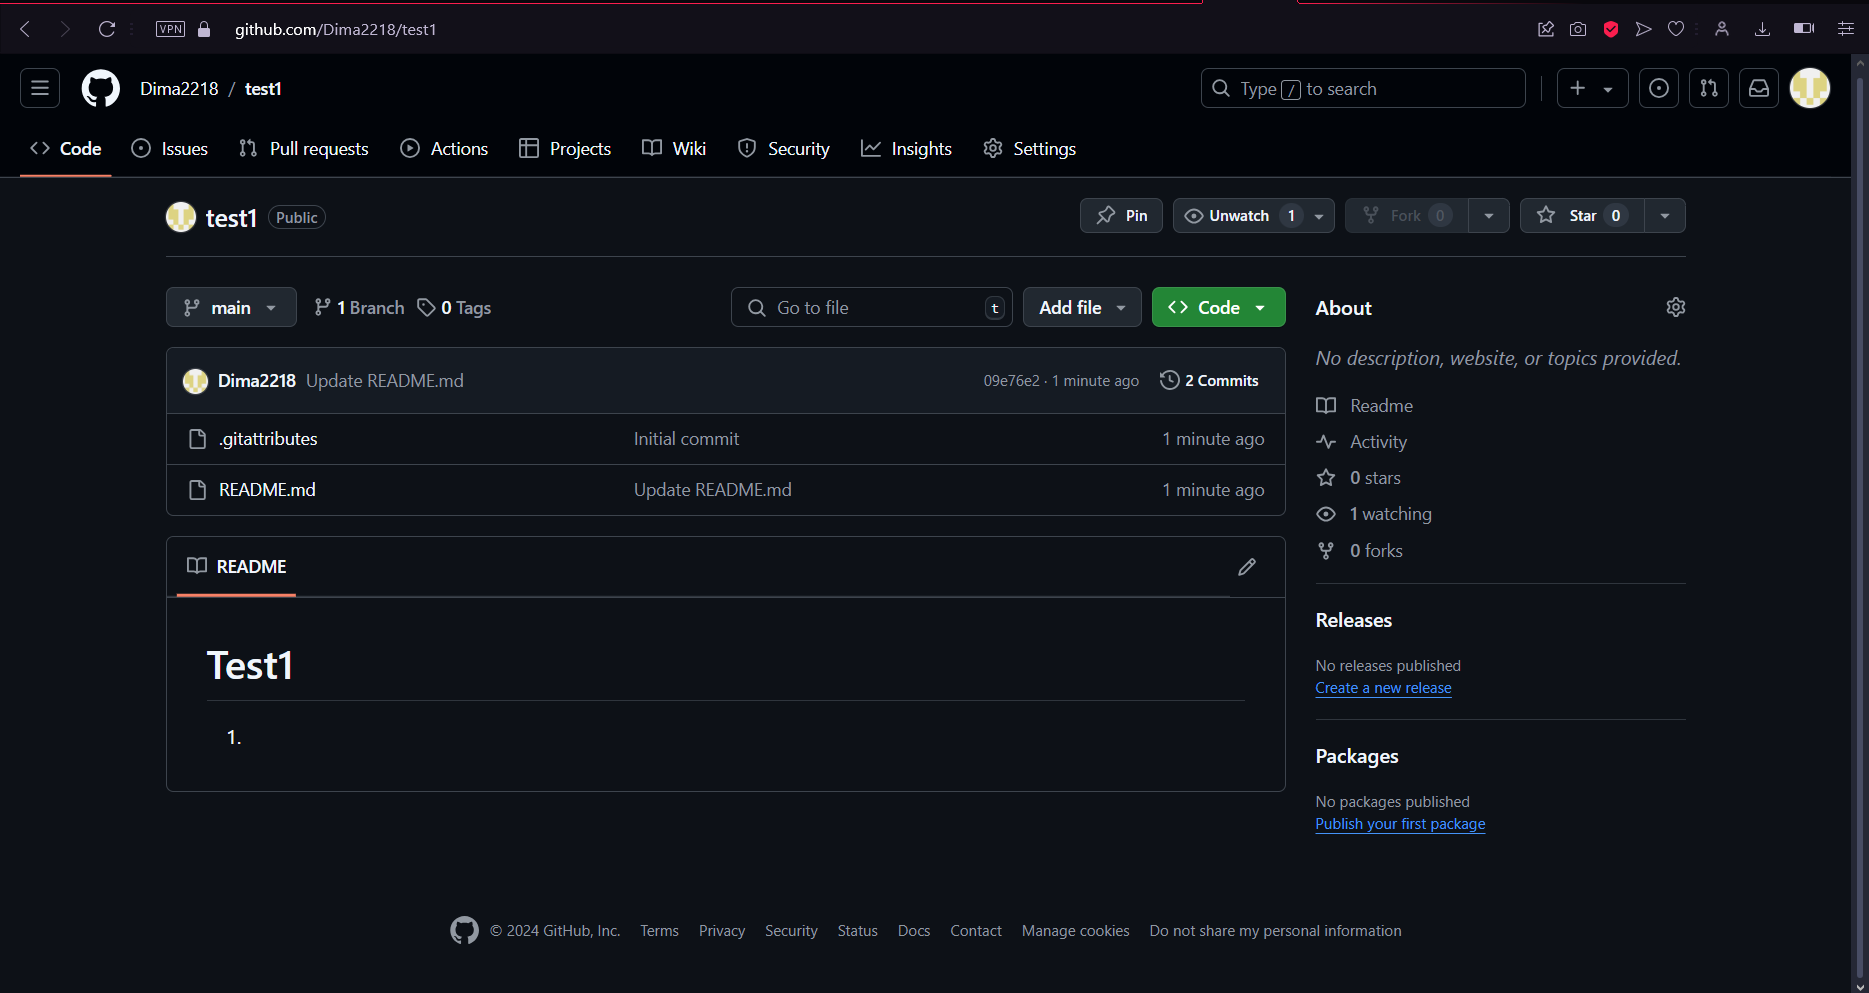 VPN github.com/Dima2218/test1
Dima2218 / test1 Type / to search
Code Issues Pull requests Actions Projects Wiki Security Insights Settings
test1 Public Pin Unwatch 1 Fork 0 Star 0
main 1 Branch 0 Tags Go to file t Add file Code
Dima2218 Update README.md 09e76e2 · 1 minute ago 2 Commits
.gitattributes Initial commit 1 minute ago
README.md Update README.md 1 minute ago
README
Test1
1.
About
No description, website, or topics provided.
Readme
Activity
0 stars
1 watching
0 forks
Releases
No releases published
Create a new release
Packages
No packages published
Publish your first package
© 2024 GitHub, Inc. Terms Privacy Security Status Docs Contact Manage cookies Do not share my personal information